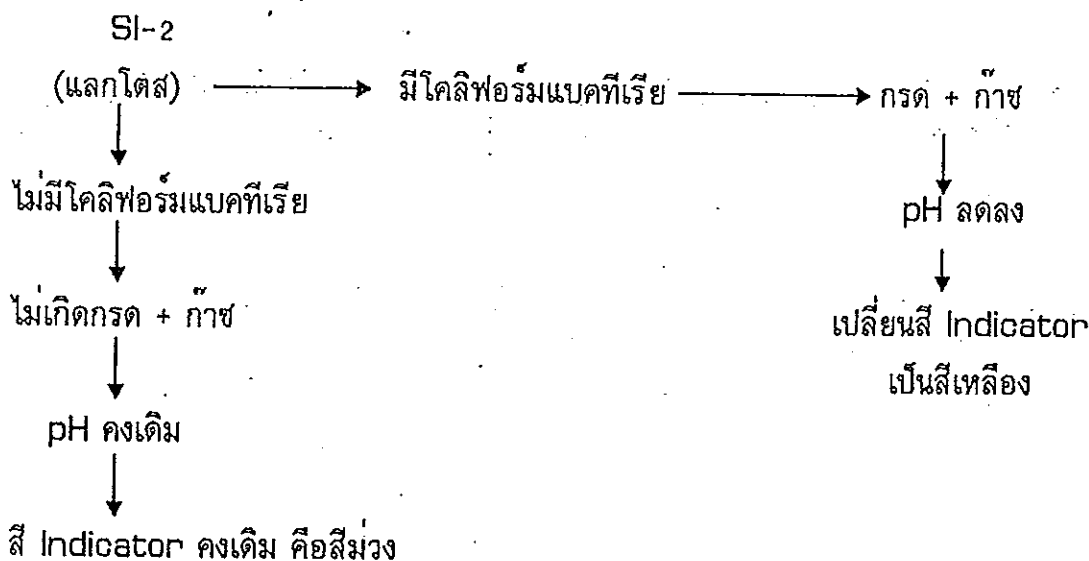 SI-2
(แลกโตส) มีโคลิฟอร์มแบคทีเรีย กรด + ก๊าซ
ไม่มีโคลิฟอร์มแบคทีเรีย
pH ลดลง
ไม่เกิดกรด + ก๊าซ
เปลี่ยนสี Indicator
เป็นสีเหลือง
pH คงเดิม
สี Indicator คงเดิม คือสีม่วง